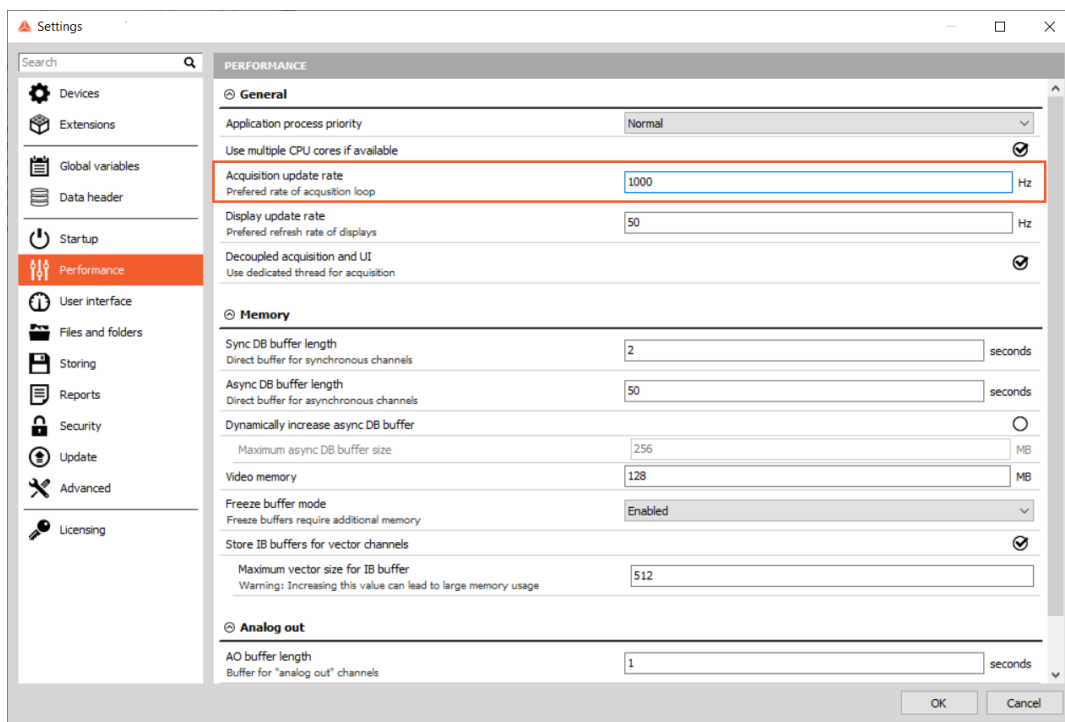 Settings
Search
Devices
Extensions
Global variables
Data header
Startup
Performance
User interface
Files and folders
Storing
Reports
Security
Update
Advanced
Licensing
PERFORMANCE
General
Application process priority Normal
Use multiple CPU cores if available
Acquisition update rate 1000 Hz
Prefered rate of acqusition loop
Display update rate 50 Hz
Prefered refresh rate of displays
Decoupled acquisition and UI
Use dedicated thread for acquisition
Memory
Sync DB buffer length 2 seconds
Direct buffer for synchronous channels
Async DB buffer length 50 seconds
Direct buffer for asynchronous channels
Dynamically increase async DB buffer
Maximum async DB buffer size 256 MB
Video memory 128 MB
Freeze buffer mode Enabled
Freeze buffers require additional memory
Store IB buffers for vector channels
Maximum vector size for IB buffer 512
Warning: Increasing this value can lead to large memory usage
Analog out
AO buffer length 1 seconds
Buffer for "analog out" channels
OK Cancel